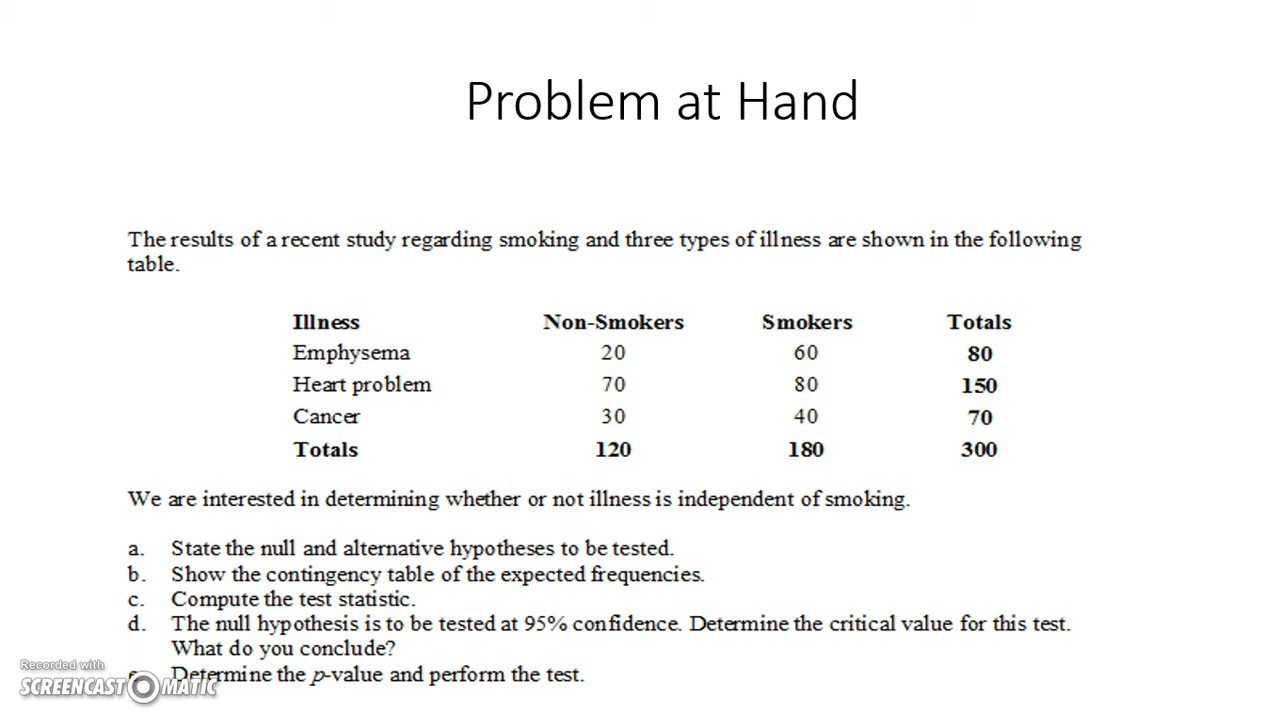 Problem at Hand
The results of a recent study regarding smoking and three types of illness are shown in the following
table.
Illness Non-Smokers Smokers Totals
Emphysema 20 60 80
Heart problem 70 80 150
Cancer 30 40 70
Totals 120 180 300
We are interested in determining whether or not illness is independent of smoking.
a. State the null and alternative hypotheses to be tested.
b. Show the contingency table of the expected frequencies.
c. Compute the test statistic.
d. The null hypothesis is to be tested at 95% confidence. Determine the critical value for this test.
What do you conclude?
e. Determine the p-value and perform the test.
Recorded with
SCREENCAST MATIC